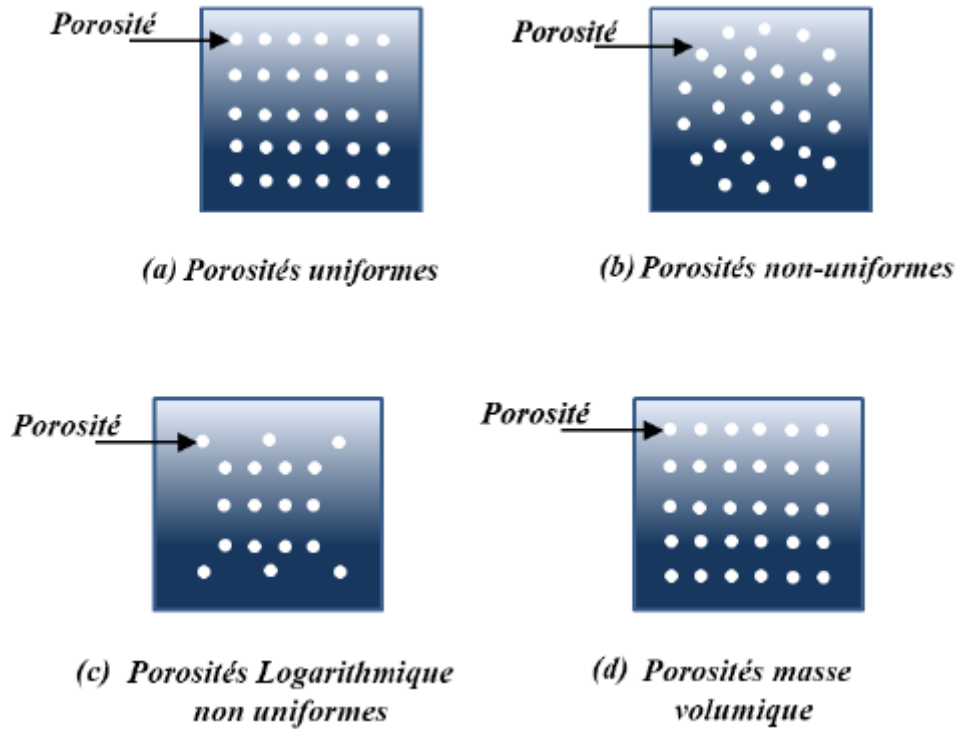 Porosité
Porosité
(a) Porosités uniformes
(b) Porosités non-uniformes
Porosité
Porosité
(c) Porosités Logarithmique
non uniformes
(d) Porosités masse
volumique